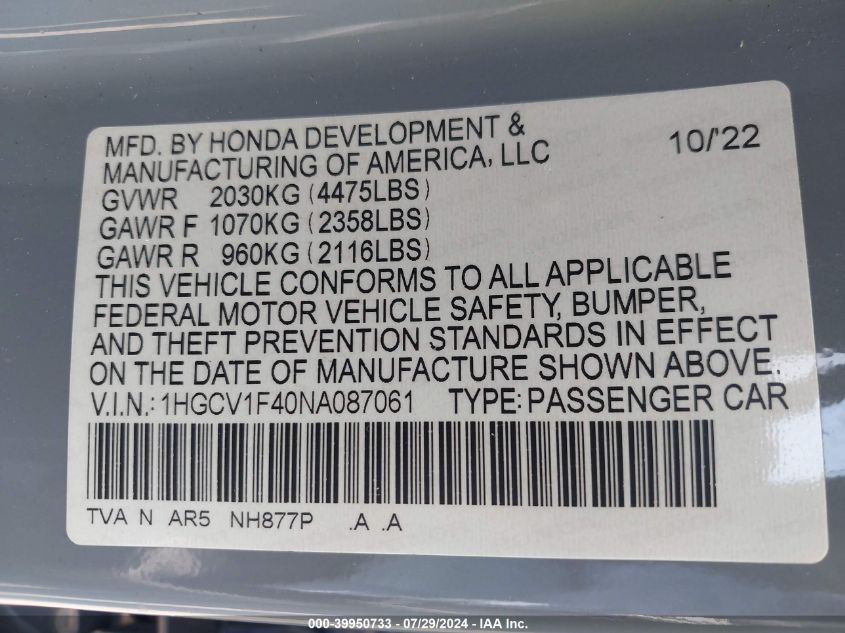 MFD. BY HONDA DEVELOPMENT &
MANUFACTURING OF AMERICA, LLC 10/'22
GVWR 2030KG (4475LBS)
GAWR F 1070KG (2358LBS)
GAWR R 960KG (2116LBS)
THIS VEHICLE CONFORMS TO ALL APPLICABLE
FEDERAL MOTOR VEHICLE SAFETY, BUMPER,
AND THEFT PREVENTION STANDARDS IN EFFECT
ON THE DATE OF MANUFACTURE SHOWN ABOVE.
V.I.N.: 1HGCV1F40NA087061 TYPE: PASSENGER CAR
TVA N AR5 NH877P .A .A
000-39950733 - 07/29/2024 - IAA Inc.